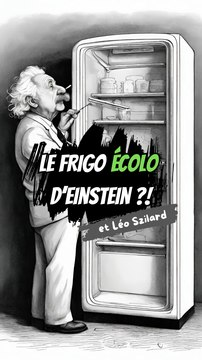 LE FRIGO ÉCOLO
D'EINSTEIN ?!
et Léo Szilard